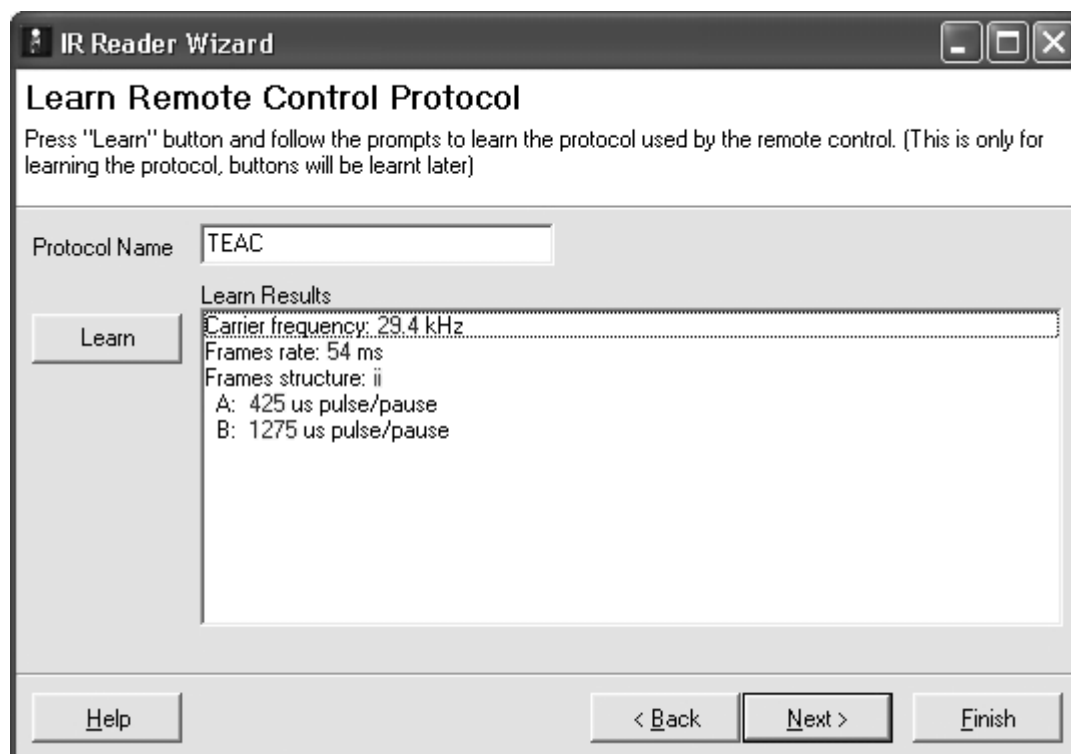 IR Reader Wizard
Learn Remote Control Protocol
Press "Learn" button and follow the prompts to learn the protocol used by the remote control. (This is only for
learning the protocol, buttons will be learnt later)
Protocol Name
TEAC
Learn Results
Learn
Carrier frequency: 29.4 kHz
Frames rate: 54 ms
Frames structure: ii
A: 425 us pulse/pause
B: 1275 us pulse/pause
Help
< Back
Next >
Finish